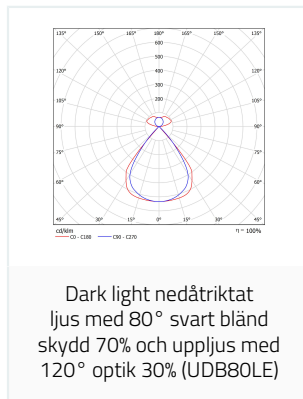 135° 150° 165° 180° 165° 150° 135°
600
500
400
120° 300 120°
200
105° 105°
90° 90°
75° 75°
60° 60°
45° 30° 15° 0° 15° 30° 45°
cd/klm η = 100%
C0 - C180 C90 - C270
Dark light nedåtriktat
ljus med 80° svart bländ
skydd 70% och uppljus med
120° optik 30% (UDB80LE)